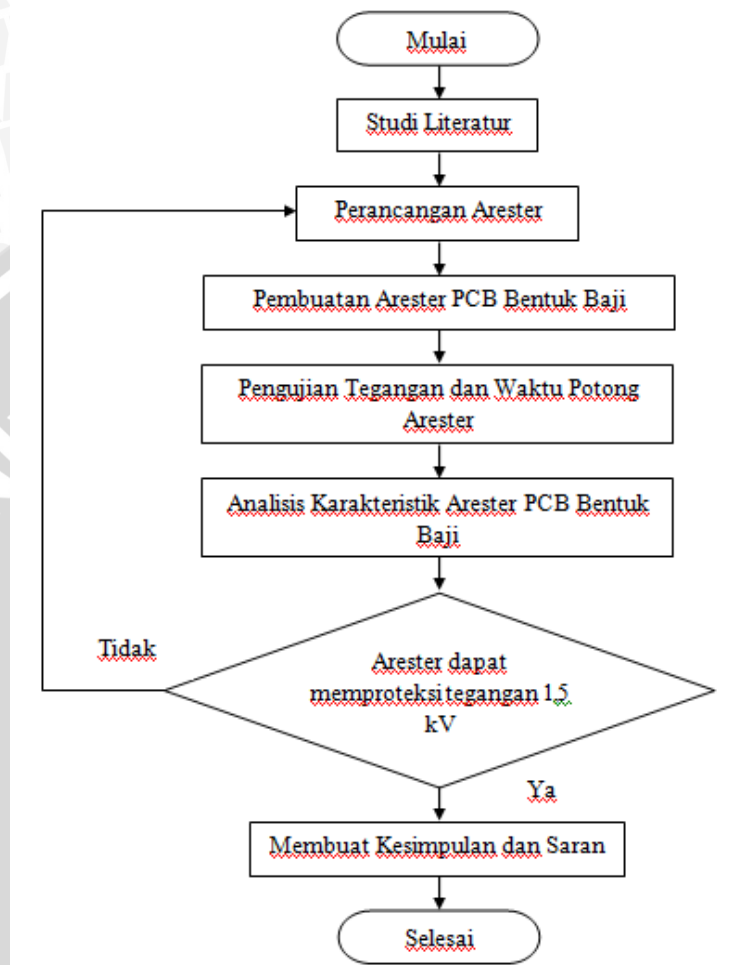 Mulai
Studi Literatur
Perancangan Arester
Pembuatan Arester PCB Bentuk Baji
Pengujian Tegangan dan Waktu Potong
Arester
Analisis Karakteristik Arester PCB Bentuk
Baji
Tidak
Arester dapat
memproteksi tegangan 1,5
kV
Ya
Membuat Kesimpulan dan Saran
Selesai